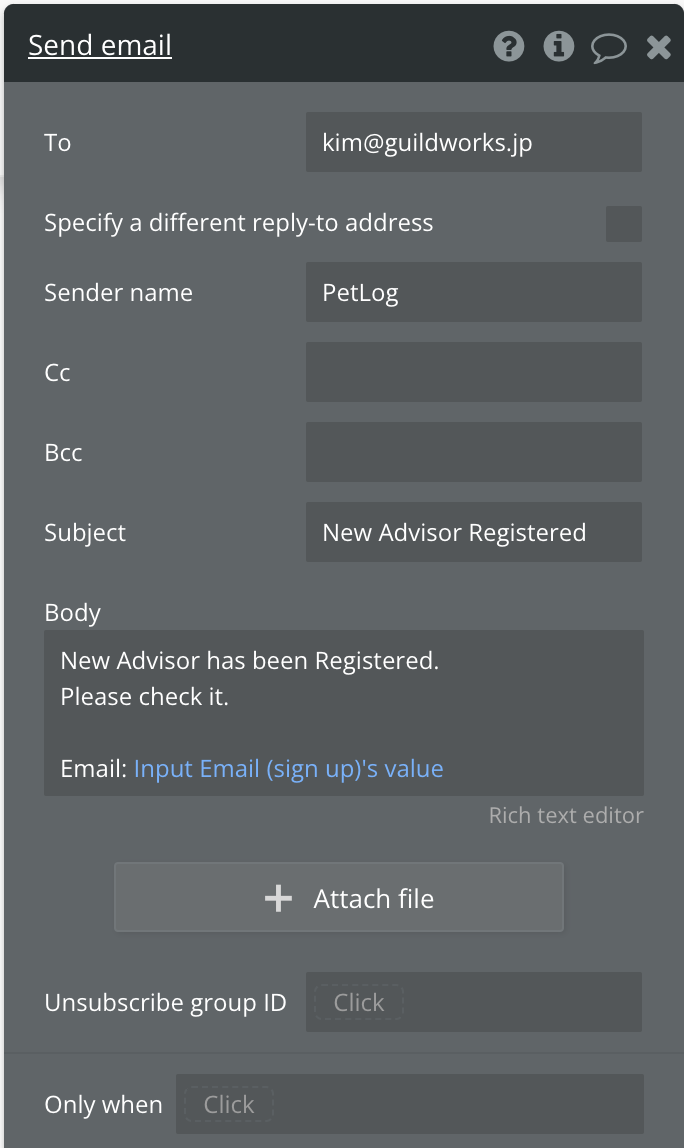 Send email
To
kim@guildworks.jp
Specify a different reply-to address
Sender name
PetLog
Cc
Bcc
Subject
New Advisor Registered
Body
New Advisor has been Registered.
Please check it.
Email: Input Email (sign up)'s value
Rich text editor
Attach file
Unsubscribe group ID
Click
Only when
Click